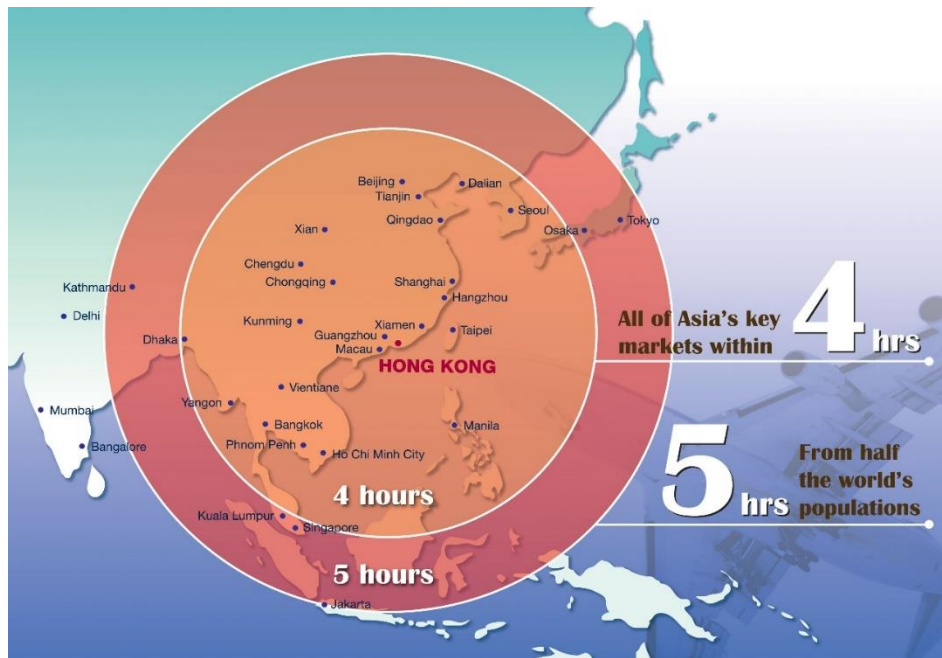 Beijing
Dalian
Tianjin
Seoul
Qingdao
Tokyo
Xian
Osaka
Chengdu
Chongqing
Shanghai
Kathmandu
Hangzhou
Delhi
Kunming
Xiamen
Taipei
Guangzhou
Dhaka
Macau
HONG KONG
All of Asia's key
markets within
4 hrs
Vientiane
Yangon
Mumbai
Bangkok
Manila
Bangalore
Phnom Penh
Ho Chi Minh City
5 hrs
From half
the world's
populations
4 hours
Kuala Lumpur
Singapore
5 hours
Jakarta